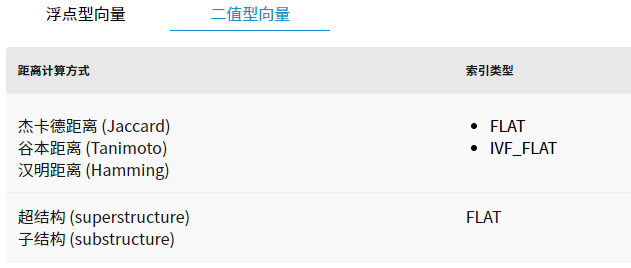 浮点型向量 二值型向量
距离计算方式 索引类型
杰卡德距离 (Jaccard) • FLAT
谷本距离 (Tanimoto) • IVF_FLAT
汉明距离 (Hamming)
超结构 (superstructure) FLAT
子结构 (substructure)